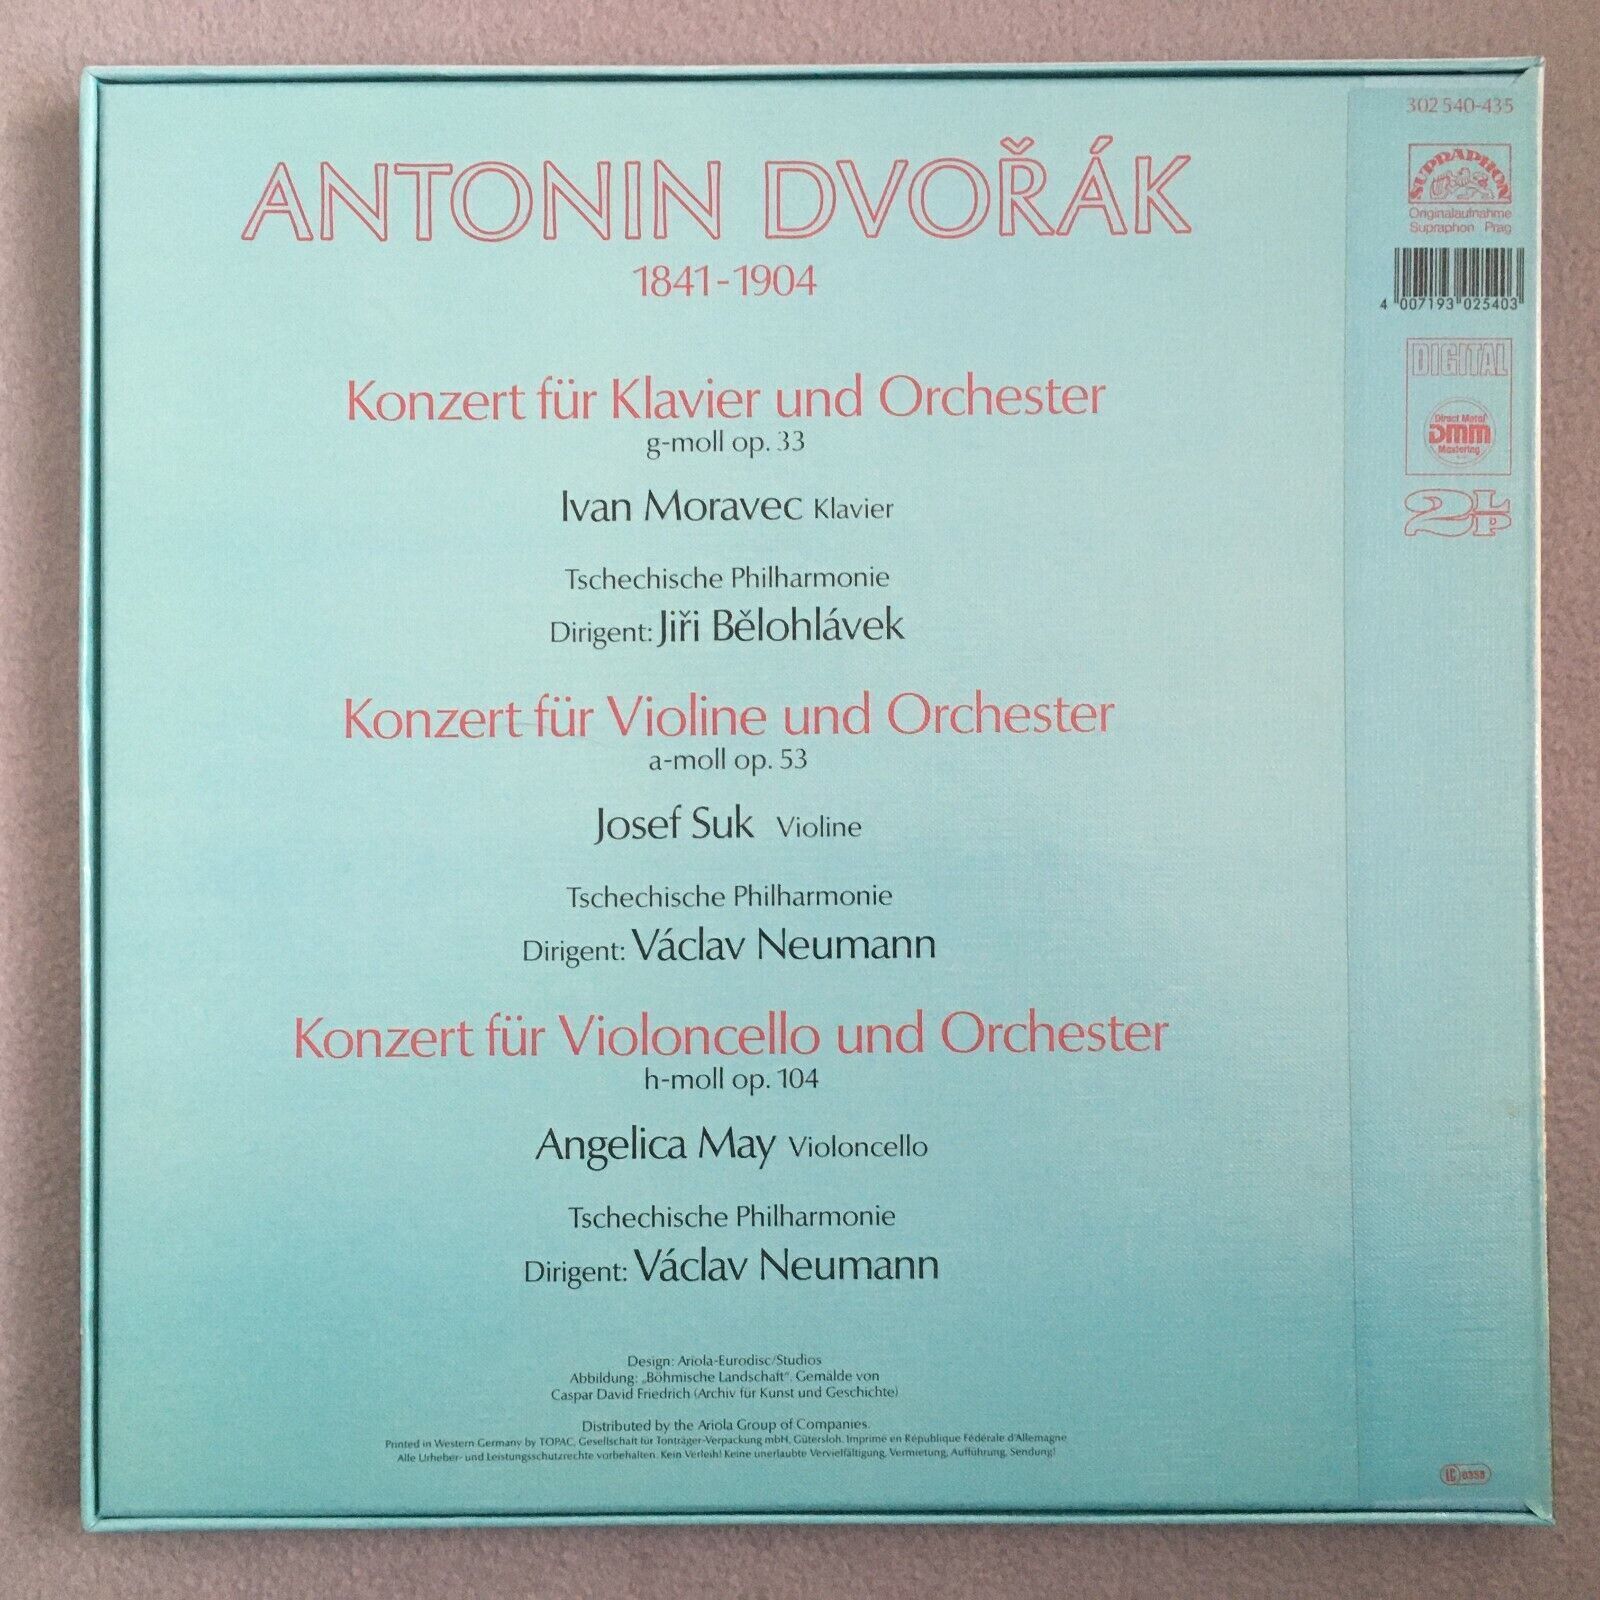 ANTONIN DVOŘÁK
1841-1904
Konzert für Klavier und Orchester
g-moll op. 33
Ivan Moravec Klavier
Tschechische Philharmonie
Dirigent: Jiři Bělohlávek
Konzert für Violine und Orchester
a-moll op. 53
Josef Suk Violine
Tschechische Philharmonie
Dirigent: Václav Neumann
Konzert für Violoncello und Orchester
h-moll op. 104
Angelica May Violoncello
Tschechische Philharmonie
Dirigent: Václav Neumann
Design: Ariola-Eurodisc/Studios
Abbildung: „Böhmische Landschaft". Gemälde von
Caspar David Friedrich (Archiv für Kunst und Geschichte)
Distributed by the Ariola Group of Companies.
Printed in Western Germany by TOPAC, Gesellschaft für Tonträger-Verpackung mbH, Gütersloh. Imprimé en République Fédérale d'Allemagne
Alle Urheber- und Leistungsschutzrechte vorbehalten. Kein Verleih! Keine unerlaubte Vervielfältigung, Vermietung, Aufführung, Sendung!
302 540-435
SUPRAPHON
Originalaufnahme
Supraphon Prag
4 007193 025403
DIGITAL
Direct Metal
DMM
Mastering
2 LP
LC 0358